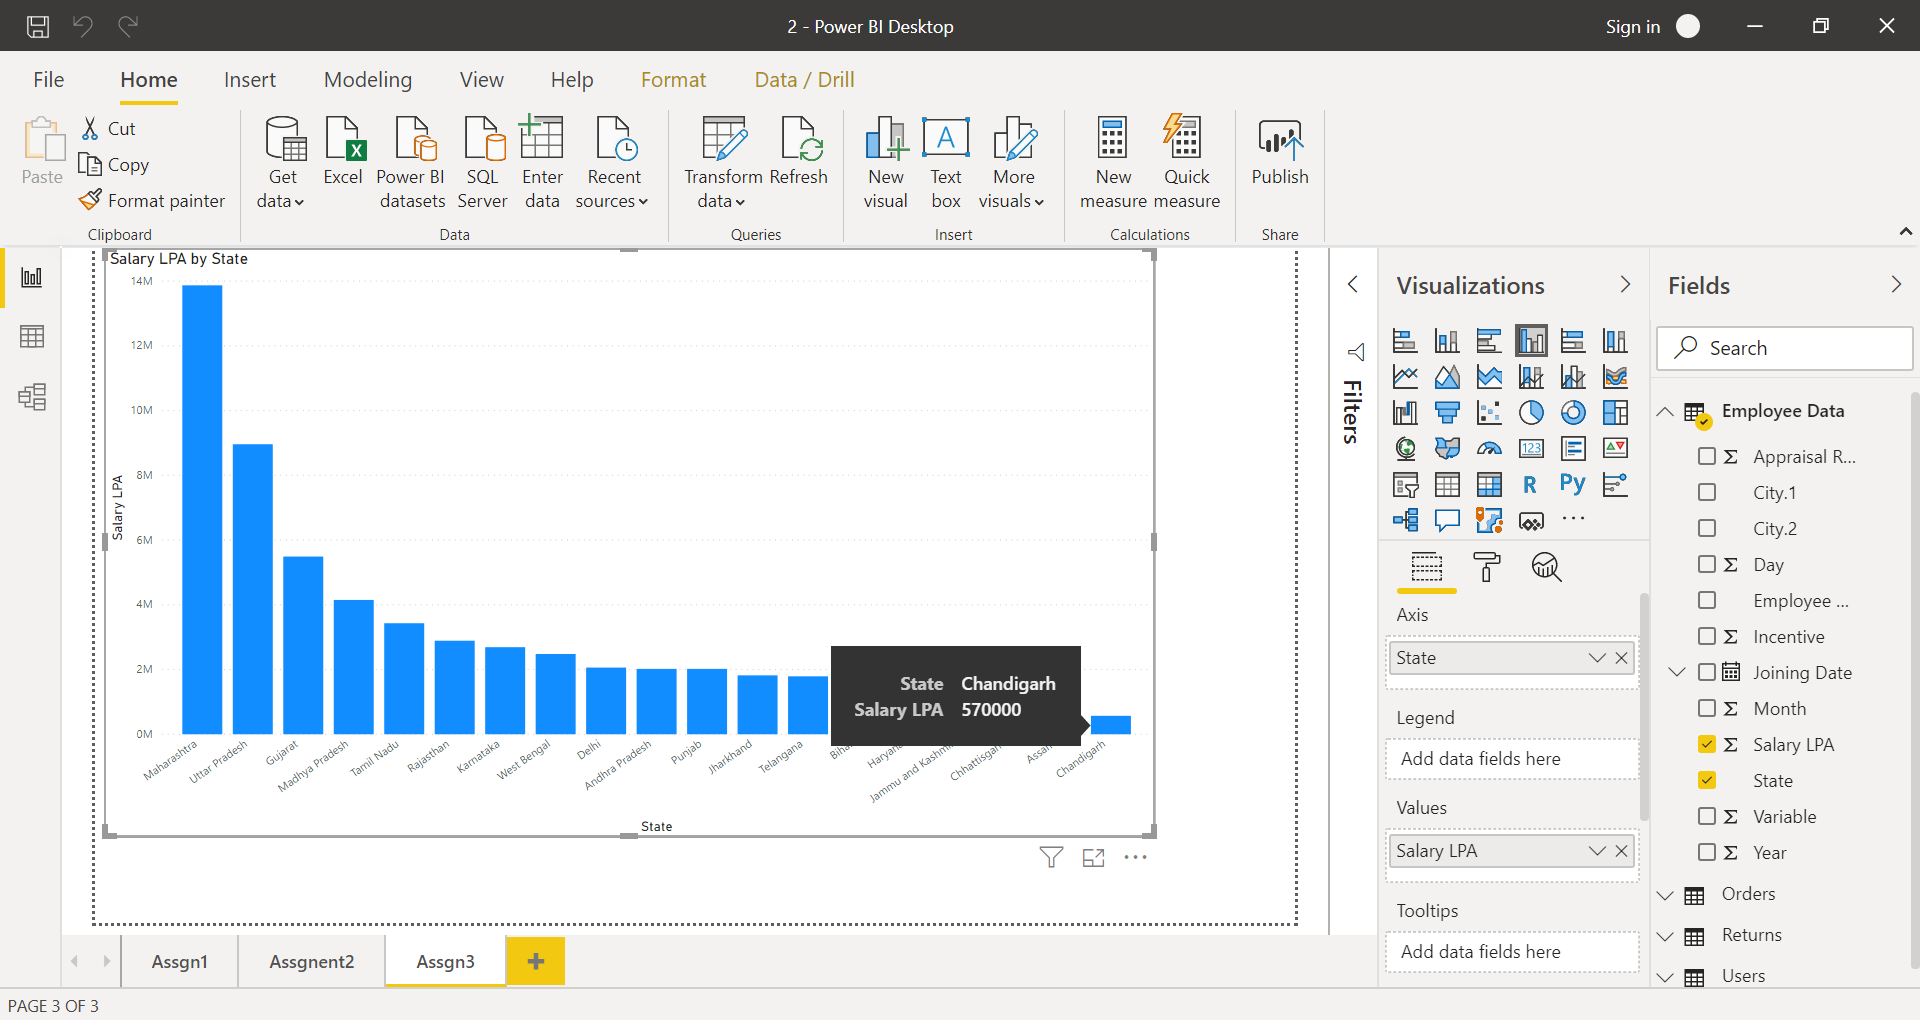 2 - Power BI Desktop
Sign in
File Home Insert Modeling View Help Format Data / Drill
Paste
Cut
Copy
Format painter
Clipboard
Get data
Excel
Power BI datasets
SQL Server
Enter data
Recent sources
Data
Transform data
Refresh
Queries
New visual
Text box
More visuals
Insert
New measure
Quick measure
Calculations
Publish
Share
Salary LPA by State
14M
12M
10M
8M
6M
4M
2M
0M
Salary LPA
Maharashtra
Uttar Pradesh
Gujarat
Madhya Pradesh
Tamil Nadu
Rajasthan
Karnataka
West Bengal
Delhi
Andhra Pradesh
Punjab
Jharkhand
Telangana
Chandigarh
State
State Chandigarh
Salary LPA 570000
Filters
Visualizations
123
R
Py
Axis
State
Legend
Add data fields here
Values
Salary LPA
Tooltips
Add data fields here
Fields
Search
Employee Data
Appraisal R...
City.1
City.2
Day
Employee ...
Incentive
Joining Date
Month
Salary LPA
State
Variable
Year
Orders
Returns
Users
Assgn1
Assgnent2
Assgn3
PAGE 3 OF 3